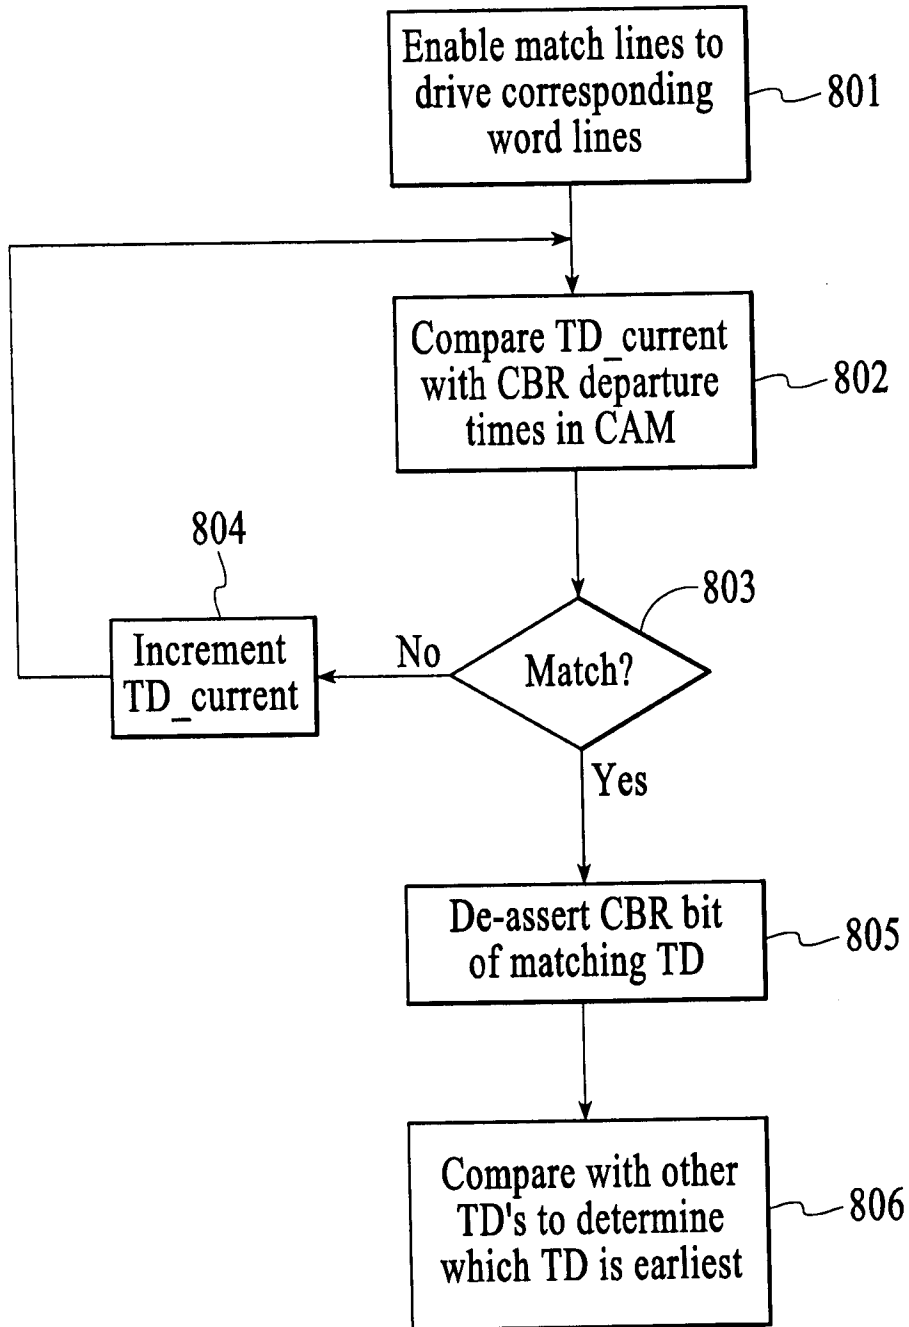 Enable match lines to
drive corresponding
word lines
801
Compare TD_current
with CBR departure
times in CAM
802
804
803
Increment
TD_current
No
Match?
Yes
De-assert CBR bit
of matching TD
805
Compare with other
TD's to determine
which TD is earliest
806